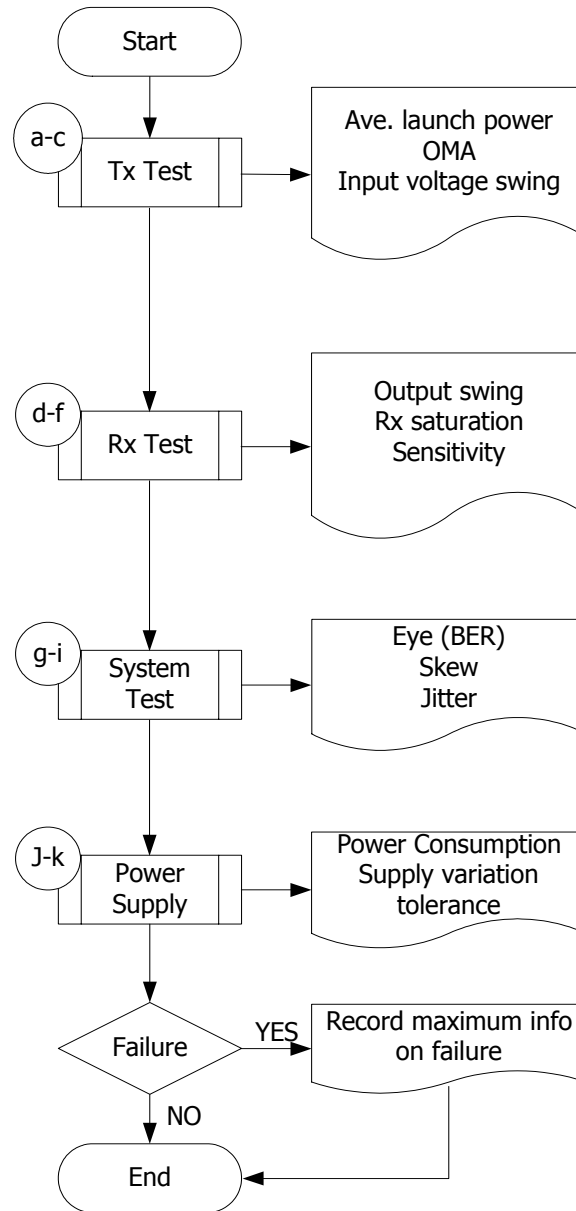 Start
a-c
Tx Test
Ave. launch power
OMA
Input voltage swing
d-f
Rx Test
Output swing
Rx saturation
Sensitivity
g-i
System
Test
Eye (BER)
Skew
Jitter
J-k
Power
Supply
Power Consumption
Supply variation
tolerance
Failure
YES
Record maximum info
on failure
NO
End